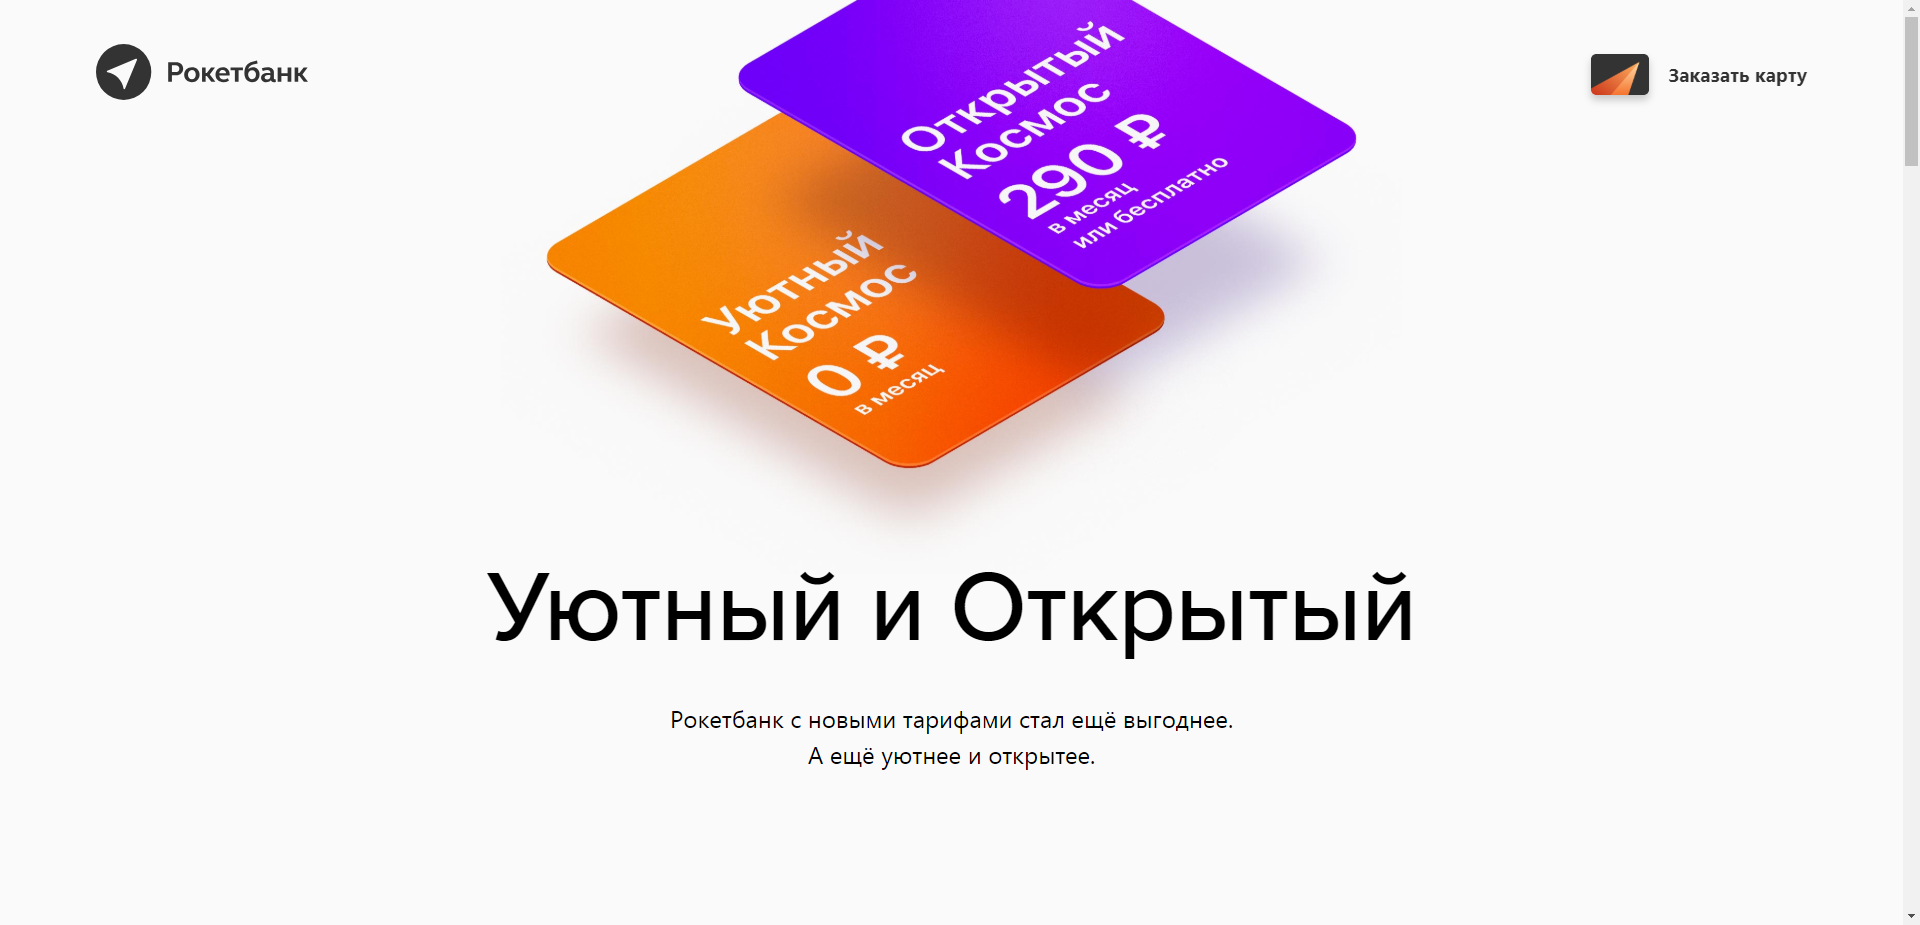 Рокетбанк
Заказать карту
Открытый
Космос
290 ₽
в месяц
или бесплатно
Уютный
Космос
0 ₽
в месяц
Уютный и Открытый
Рокетбанк с новыми тарифами стал ещё выгоднее.
А ещё уютнее и открытее.